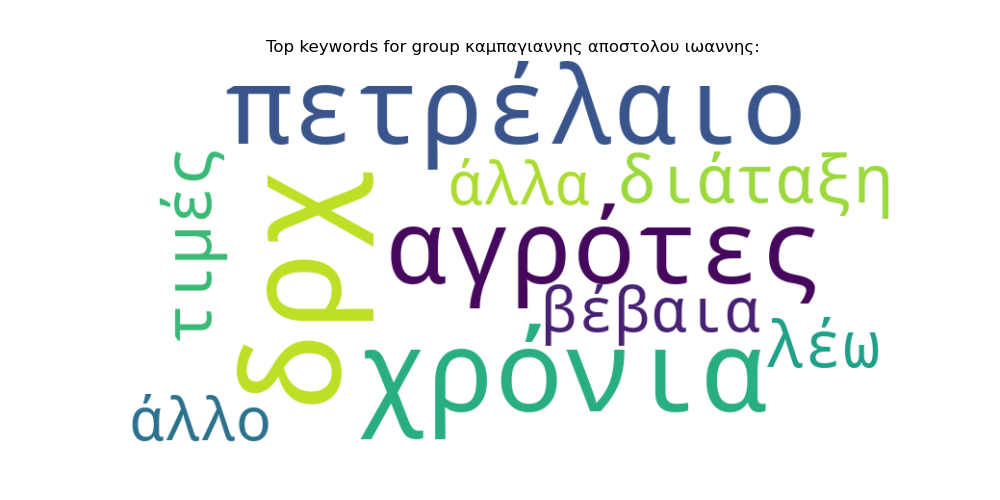 Top keywords for group καμπαγιαννης αποστολου ιωαννης:
πετρέλαιο
τιμές
άλλα
διάταξη
δρχ
αγρότες
βέβαια
χρόνια
λέω
άλλο